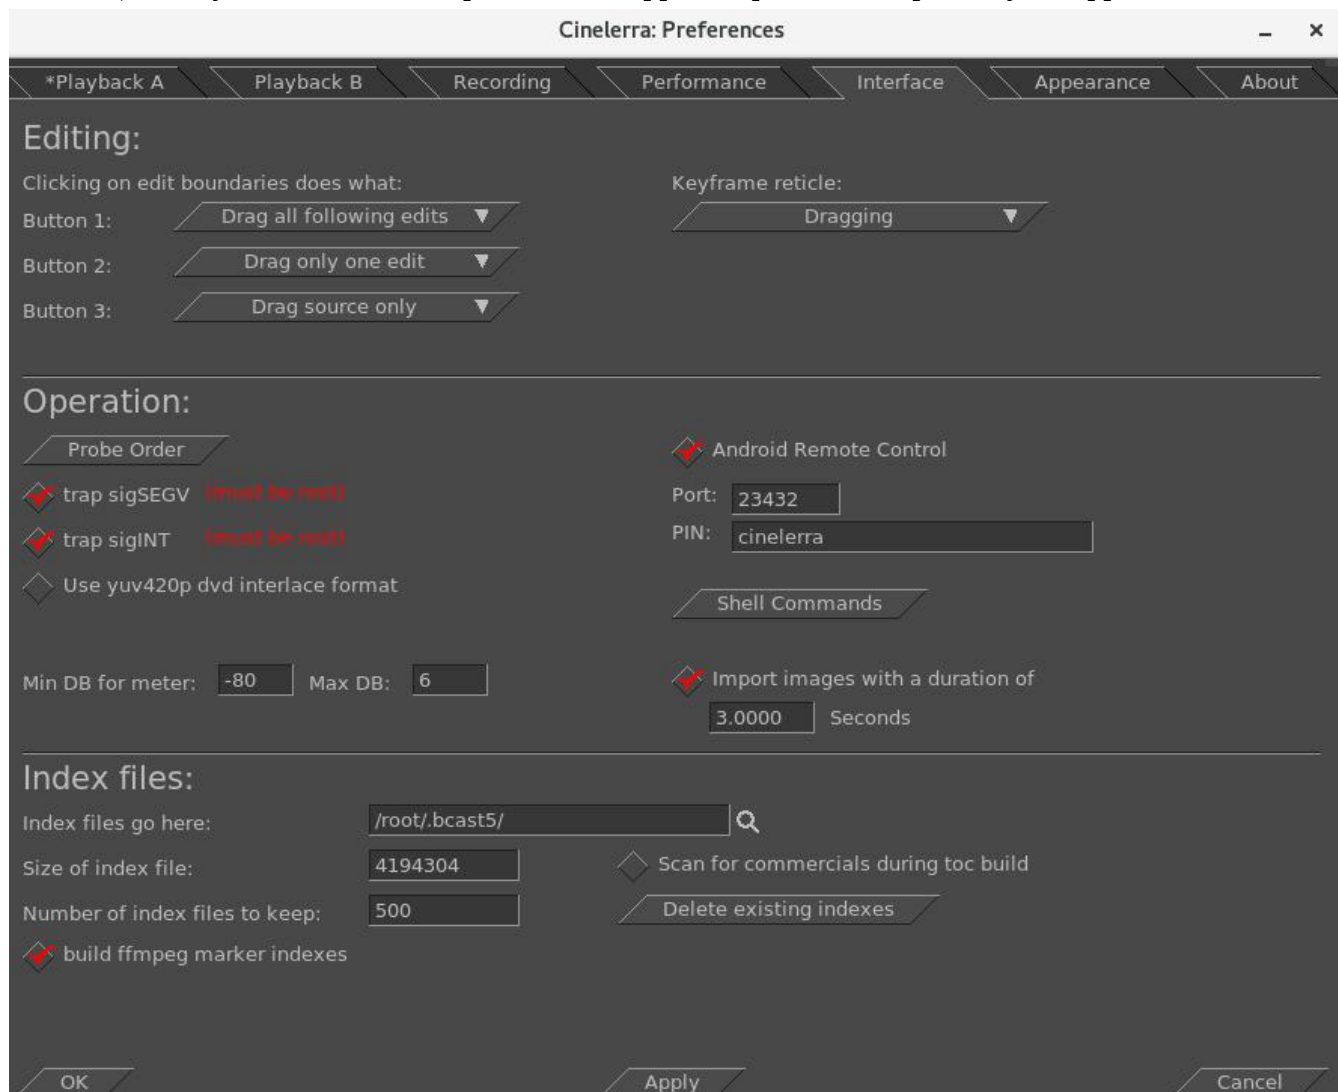 Cinelerra: Preferences
*Playback A Playback B Recording Performance Interface Appearance About
Editing:
Clicking on edit boundaries does what: Keyframe reticle:
Button 1: Drag all following edits ▼ Dragging ▼
Button 2: Drag only one edit ▼
Button 3: Drag source only ▼
Operation:
Probe Order Android Remote Control
trap sigSEGV (must be root) Port: 23432
trap sigINT (must be root) PIN: cinelerra
Use yuv420p dvd interlace format
Shell Commands
Min DB for meter: -80 Max DB: 6 Import images with a duration of
3.0000 Seconds
Index files:
Index files go here: /root/.bcast5/
Size of index file: 4194304 Scan for commercials during toc build
Number of index files to keep: 500 Delete existing indexes
build ffmpeg marker indexes
OK Apply Cancel